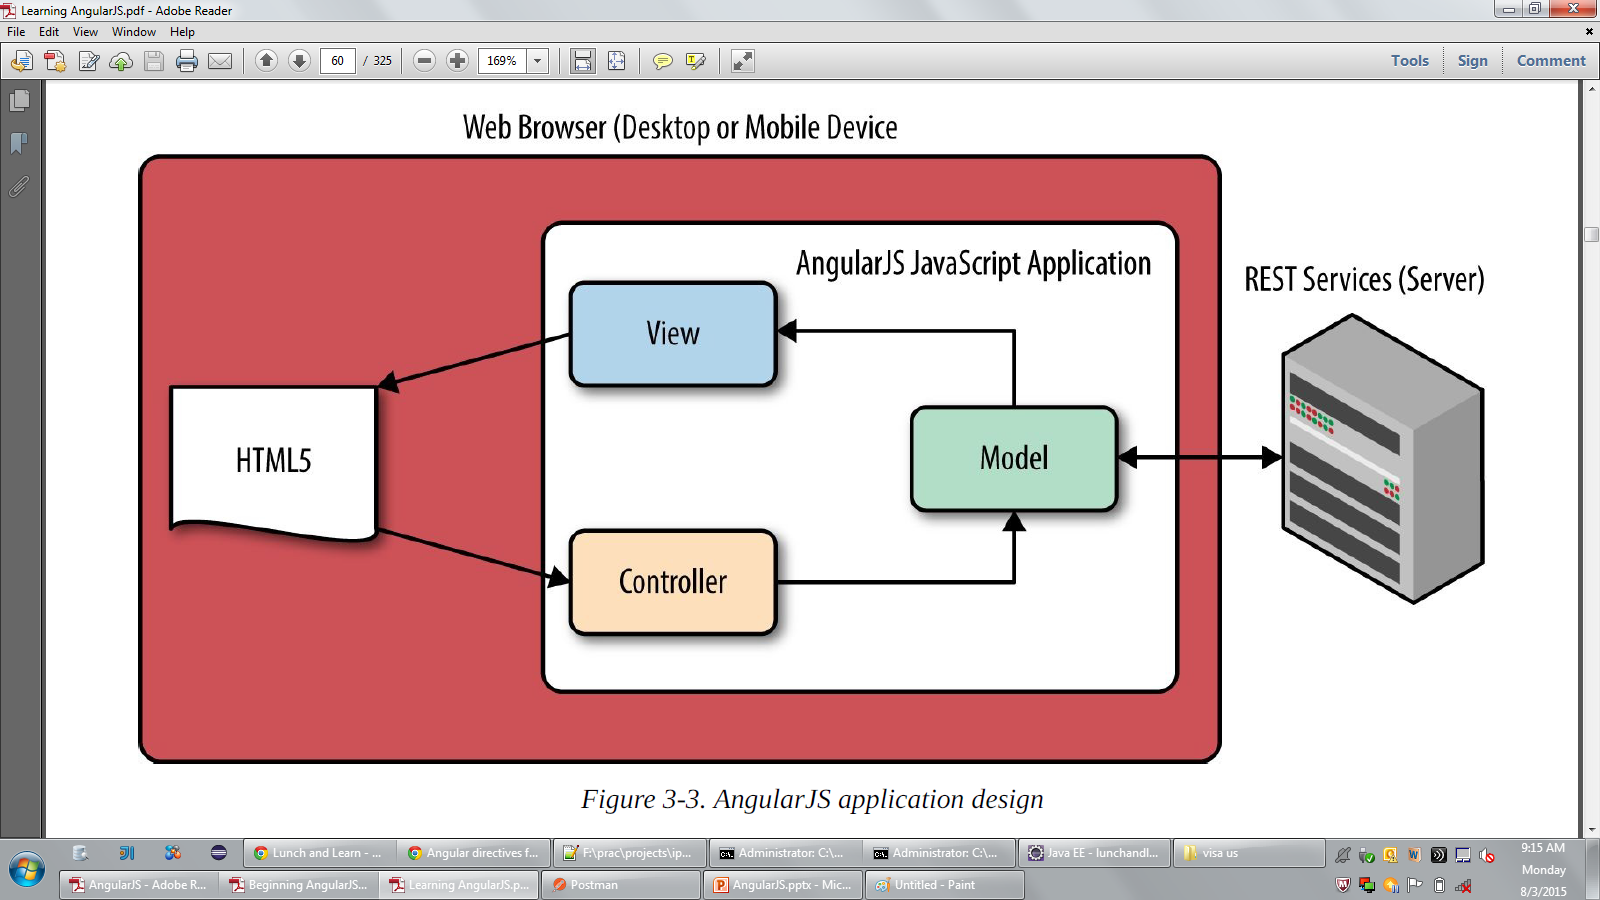 Learning AngularJS.pdf - Adobe Reader
File Edit View Window Help
60 / 325 169% Tools Sign Comment
Web Browser (Desktop or Mobile Device
AngularJS JavaScript Application
REST Services (Server)
View
HTML5
Model
Controller
Figure 3-3. AngularJS application design
Lunch and Learn - ... Angular directives f... F:\prac\projects\ip... Administrator: C:\... Administrator: C:\... Java EE - lunchandl... visa us
9:15 AM
Monday
8/3/2015
AngularJS - Adobe R... Beginning AngularJS... Learning AngularJS.p... Postman AngularJS.pptx - Mic... Untitled - Paint